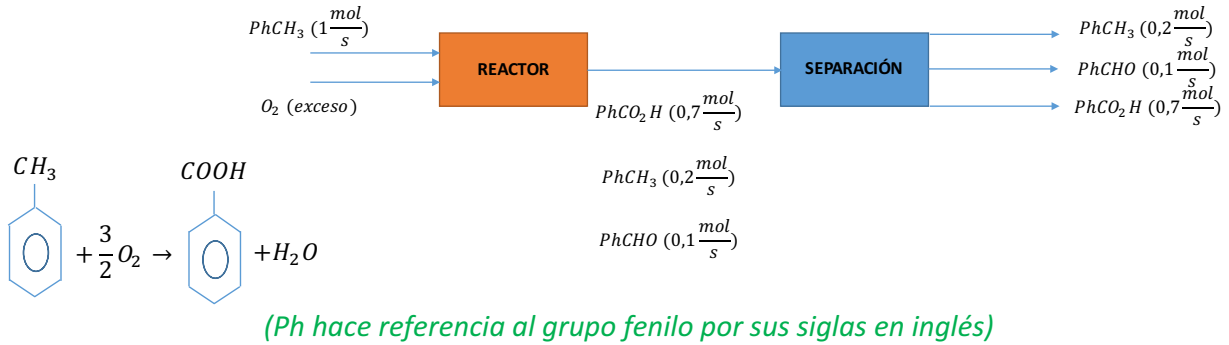 PhCH₃ (1 mol/s)
O₂ (exceso)
REACTOR
PhCO₂H (0,7 mol/s)
PhCH₃ (0,2 mol/s)
PhCHO (0,1 mol/s)
SEPARACIÓN
PhCH₃ (0,2 mol/s)
PhCHO (0,1 mol/s)
PhCO₂H (0,7 mol/s)
CH₃ COOH
+ 3/2 O₂ → +H₂O
(Ph hace referencia al grupo fenilo por sus siglas en inglés)